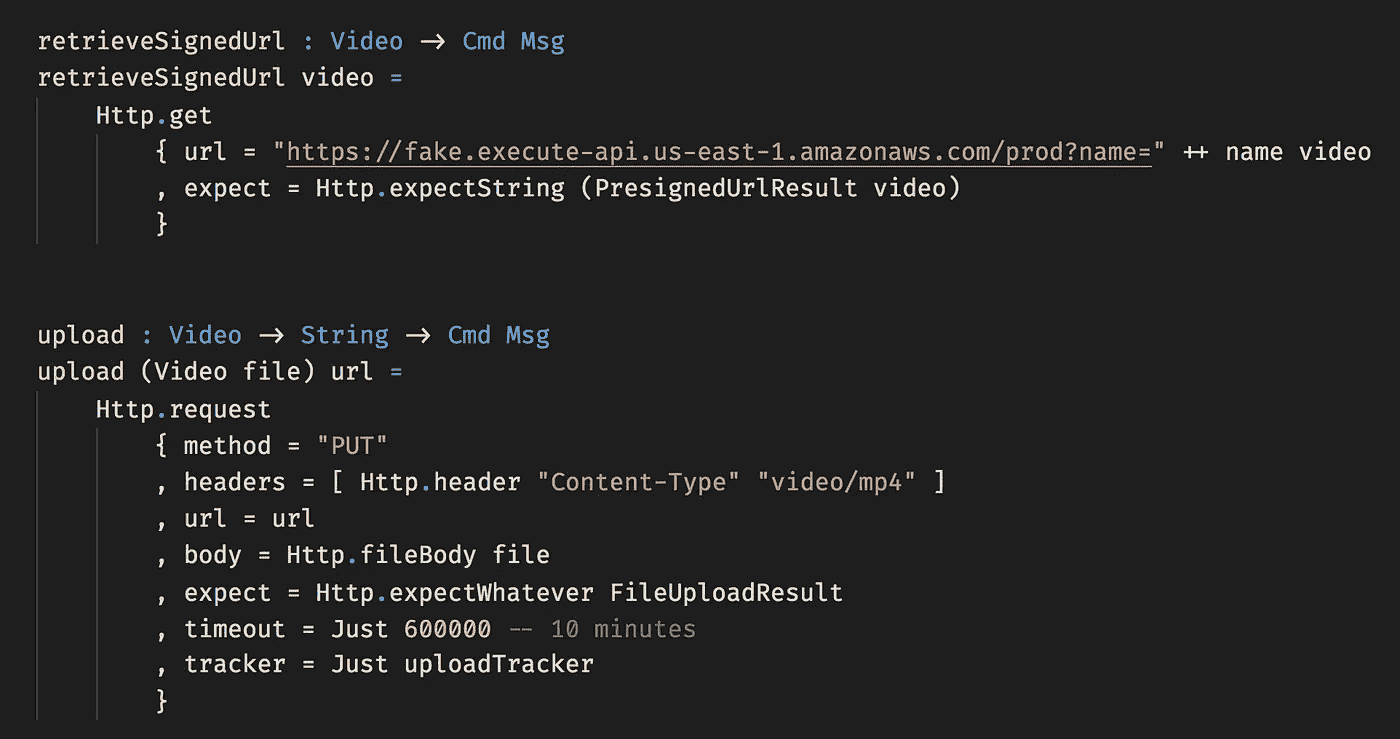 retrieveSignedUrl : Video -> Cmd Msg
retrieveSignedUrl video =
    Http.get
        { url = "https://fake.execute-api.us-east-1.amazonaws.com/prod?name=" ++ name video
        , expect = Http.expectString (PresignedUrlResult video)
        }
upload : Video -> String -> Cmd Msg
upload (Video file) url =
    Http.request
        { method = "PUT"
        , headers = [ Http.header "Content-Type" "video/mp4" ]
        , url = url
        , body = Http.fileBody file
        , expect = Http.expectWhatever FileUploadResult
        , timeout = Just 600000 -- 10 minutes
        , tracker = Just uploadTracker
        }